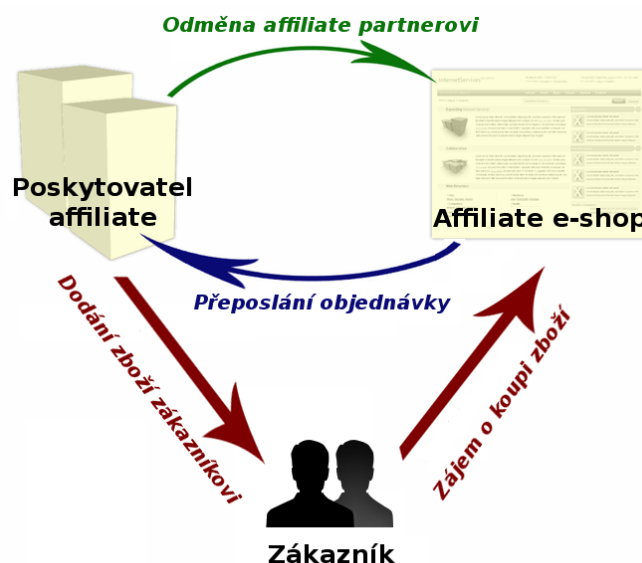 Odměna affiliate partnerovi
Poskytovatel
affiliate
Affiliate e-shop
Přeposlání objednávky
Dodání zboží zákazníkovi
Zájem o koupi zboží
Zákazník